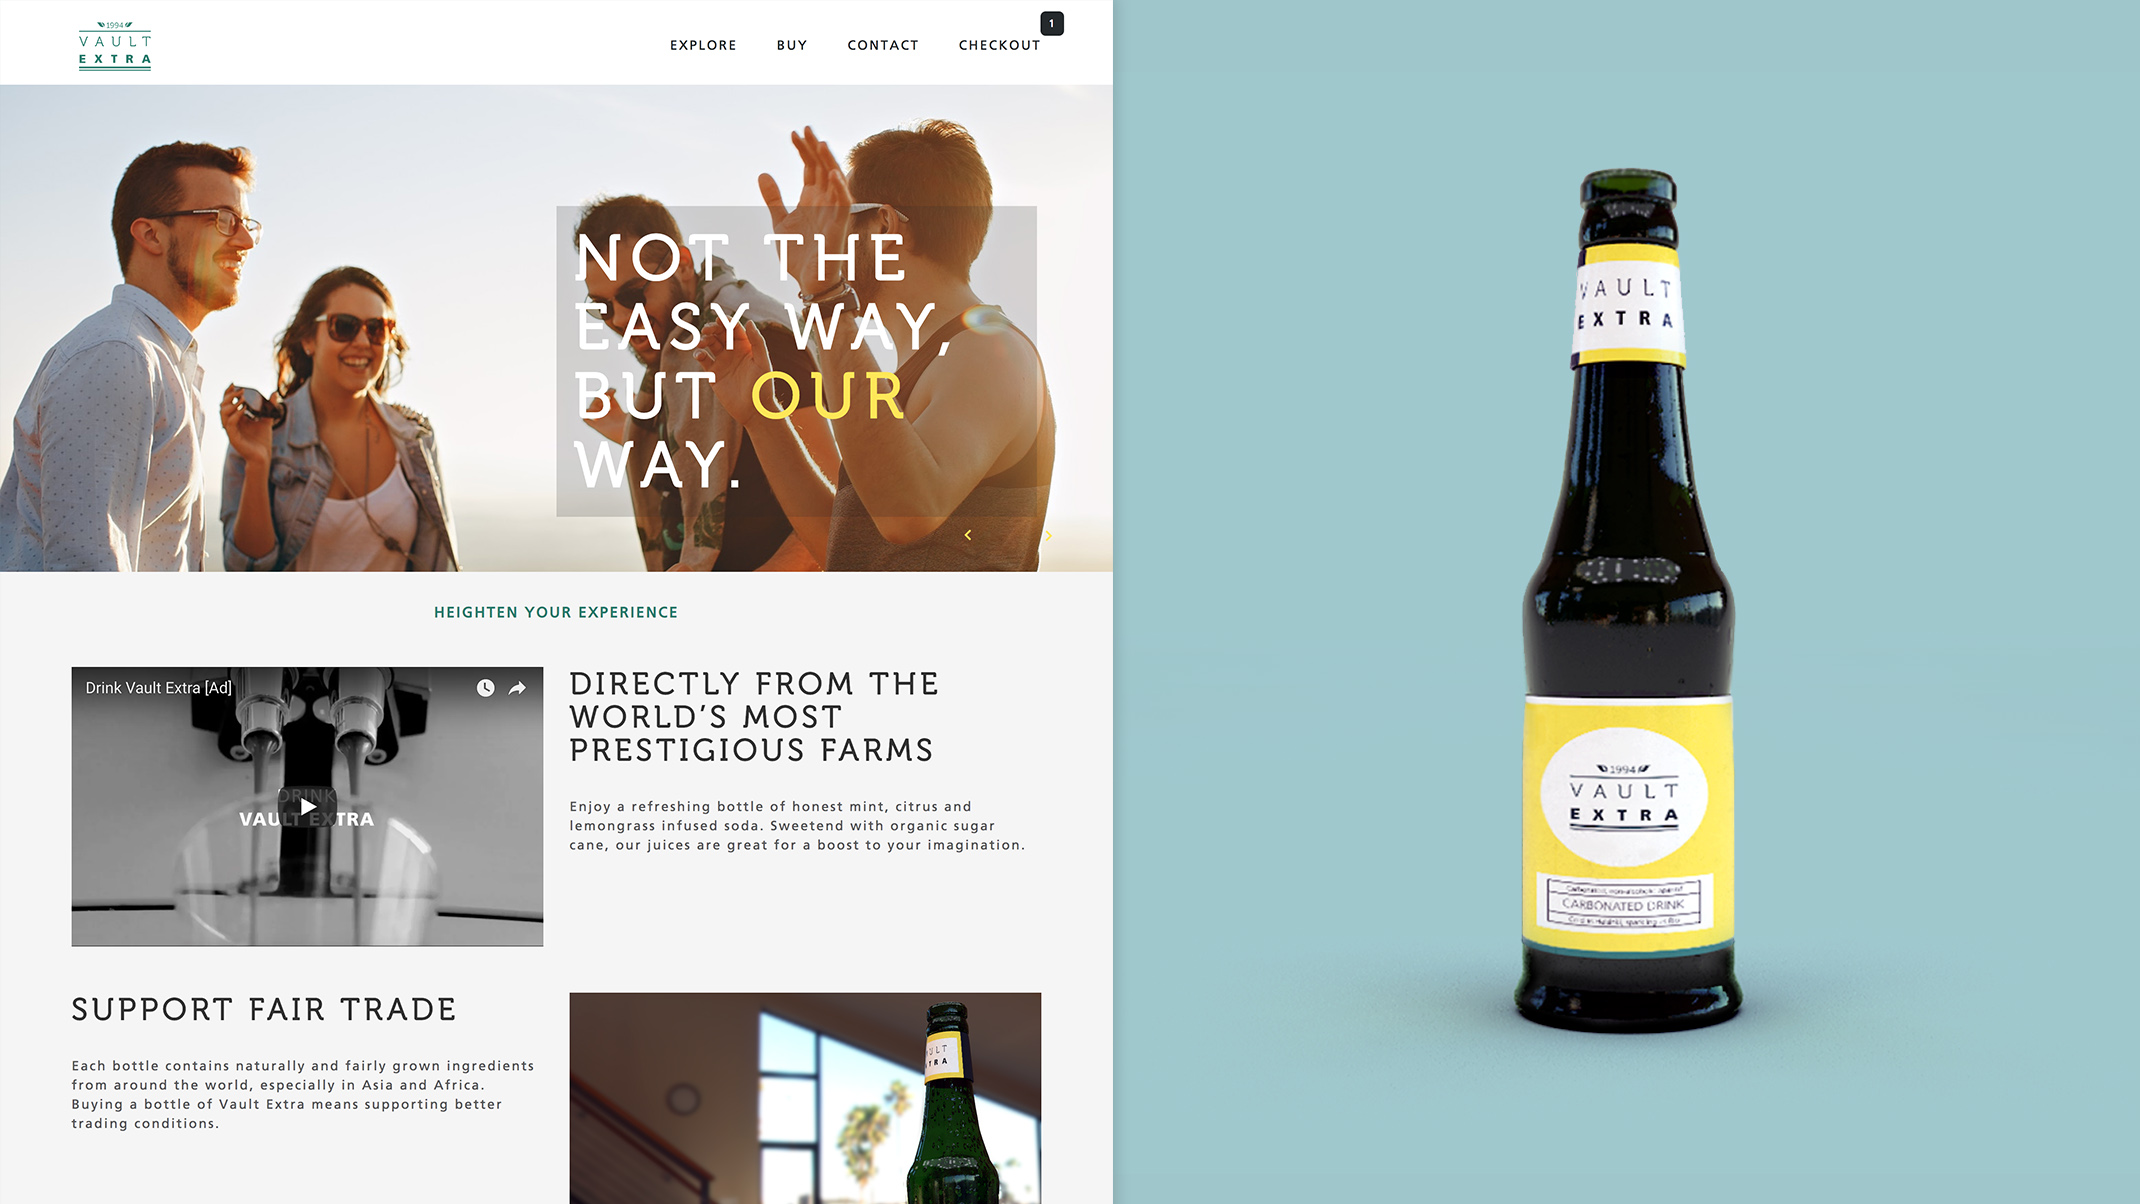 1994
VAULT
EXTRA
EXPLORE
BUY
CONTACT
CHECKOUT
1
NOT THE
EASY WAY,
BUT OUR
WAY.
HEIGHTEN YOUR EXPERIENCE
Drink Vault Extra [Ad]
DRINK
VAULT EXTRA
DIRECTLY FROM THE
WORLD'S MOST
PRESTIGIOUS FARMS
Enjoy a refreshing bottle of honest mint, citrus and
lemongrass infused soda. Sweetend with organic sugar
cane, our juices are great for a boost to your imagination.
SUPPORT FAIR TRADE
Each bottle contains naturally and fairly grown ingredients
from around the world, especially in Asia and Africa.
Buying a bottle of Vault Extra means supporting better
trading conditions.
VAULT
EXTRA
1994
VAULT
EXTRA
CARBONATED DRINK